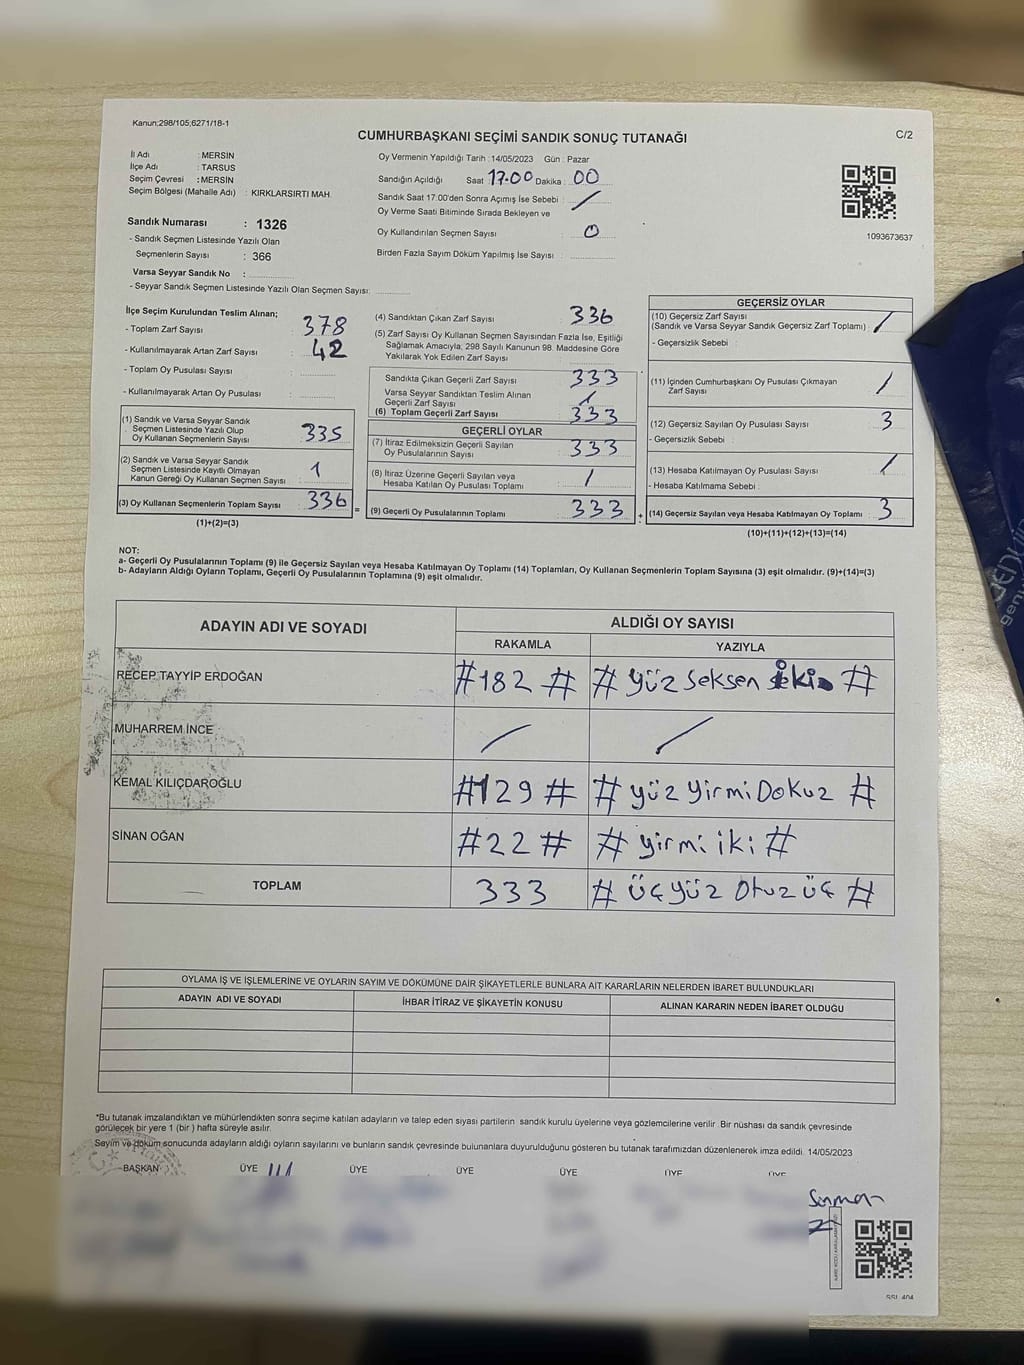 Kanun;298/105,6271/18-1
C/2
CUMHURBAŞKANI SEÇİMİ SANDIK SONUÇ TUTANAĞI
İl Adı : MERSİN
İlçe Adı : TARSUS
Seçim Çevresi : MERSİN
Seçim Bölgesi (Mahalle Adı) : KIRKLARSIRTI MAH.
Sandık Numarası : 1326
- Sandık Seçmen Listesinde Yazılı Olan
Seçmenlerin Sayısı : 366
Varsa Seyyar Sandık No :
- Seyyar Sandık Seçmen Listesinde Yazılı Olan Seçmen Sayısı:
Oy Vermenin Yapıldığı Tarih : 14/05/2023 Gün : Pazar
Sandığın Açıldığı Saat : 17.00 Dakika : 00
Sandık Saat 17:00'den Sonra Açımış İse Sebebi : /
Oy Verme Saati Bitiminde Sırada Bekleyen ve
Oy Kullandırılan Seçmen Sayısı : 0
Birden Fazla Sayım Döküm Yapılmış İse Sayısı :
1093673637
İlçe Seçim Kurulundan Teslim Alınan;
- Toplam Zarf Sayısı : 378
- Kullanılmayarak Artan Zarf Sayısı : 42
- Toplam Oy Pusulası Sayısı :
- Kullanılmayarak Artan Oy Pusulası :
(1) Sandık ve Varsa Seyyar Sandık
Seçmen Listesinde Yazılı Olup
Oy Kullanan Seçmenlerin Sayısı : 335
(2) Sandık ve Varsa Seyyar Sandık
Seçmen Listesinde Kayıtlı Olmayan
Kanun Gereği Oy Kullanan Seçmen Sayısı : 1
(3) Oy Kullanan Seçmenlerin Toplam Sayısı : 336
(1)+(2)=(3)
(4) Sandıktan Çıkan Zarf Sayısı : 336
(5) Zarf Sayısı Oy Kullanan Seçmen Sayısından Fazla İse, Eşitliği
Sağlamak Amacıyla; 298 Sayılı Kanunun 98. Maddesine Göre
Yakılarak Yok Edilen Zarf Sayısı :
Sandıkta Çıkan Geçerli Zarf Sayısı : 333
Varsa Seyyar Sandıktan Teslim Alınan
Geçerli Zarf Sayısı : /
(6) Toplam Geçerli Zarf Sayısı : 333
GEÇERLİ OYLAR
(7) İtiraz Edilmeksizin Geçerli Sayılan
Oy Pusulalarının Sayısı : 333
(8) İtiraz Üzerine Geçerli Sayılan veya
Hesaba Katılan Oy Pusulası Toplamı : /
= (9) Geçerli Oy Pusulalarının Toplamı : 333 +
GEÇERSİZ OYLAR
(10) Geçersiz Zarf Sayısı
(Sandık ve Varsa Seyyar Sandık Geçersiz Zarf Toplamı) : /
- Geçersizlik Sebebi :
(11) İçinden Cumhurbaşkanı Oy Pusulası Çıkmayan
Zarf Sayısı : /
(12) Geçersiz Sayılan Oy Pusulası Sayısı : 3
- Geçersizlik Sebebi :
(13) Hesaba Katılmayan Oy Pusulası Sayısı : /
- Hesaba Katılmama Sebebi :
(14) Geçersiz Sayılan veya Hesaba Katılmayan Oy Toplamı : 3
(10)+(11)+(12)+(13)=(14)
NOT:
a- Geçerli Oy Pusulalarının Toplamı (9) ile Geçersiz Sayılan veya Hesaba Katılmayan Oy Toplamı (14) Toplamları, Oy Kullanan Seçmenlerin Toplam Sayısına (3) eşit olmalıdır. (9)+(14)=(3)
b- Adayların Aldığı Oyların Toplamı, Geçerli Oy Pusulalarının Toplamına (9) eşit olmalıdır.
ADAYIN ADI VE SOYADI ALDIĞI OY SAYISI
RAKAMLA YAZIYLA
RECEP TAYYİP ERDOĞAN #182 # # yüz seksen iki #
MUHARREM İNCE / /
KEMAL KILIÇDAROĞLU #129 # # yüz yirmi Dokuz #
SİNAN OĞAN #22 # # yirmi iki #
TOPLAM 333 # üç yüz otuz üç #
OYLAMA İŞ VE İŞLEMLERİNE VE OYLARIN SAYIM VE DÖKÜMÜNE DAİR ŞİKAYETLERLE BUNLARA AİT KARARLARIN NELERDEN İBARET BULUNDUKLARI
ADAYIN ADI VE SOYADI İHBAR İTİRAZ VE ŞİKAYETİN KONUSU ALINAN KARARIN NEDEN İBARET OLDUĞU
*Bu tutanak imzalandıktan ve mühürlendikten sonra seçime katılan adayların ve talep eden siyasi partilerin sandık kurulu üyelerine veya gözlemcilerine verilir. Bir nüshası da sandık çevresinde
görülecek bir yere 1 (bir ) hafta süreyle asılır.
Sayım ve döküm sonucunda adayların aldığı oyların sayılarını ve bunların sandık çevresinde bulunanlara duyurulduğunu gösteren bu tutanak tarafımızdan düzenlenerek imza edildi. 14/05/2023
BAŞKAN ÜYE ÜYE ÜYE ÜYE ÜYE ÜYE
KARE KODU KARALAMAYINIZ